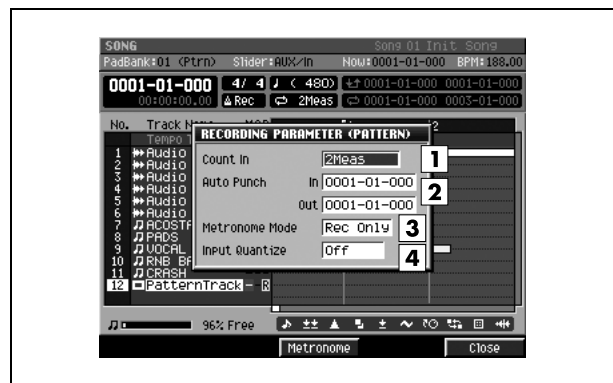 SONG Song 01 Init Song
PadBank:01 (Ptrn) Slider:AUX/In Now:0001-01-000 BPM:188.00
0001-01-000 4/ 4 ♩ ( 480) 0001-01-000 0001-01-000
00:00:00.00 Rec 2Meas 0001-01-000 0003-01-000
No. Track
RECORDING PARAMETER (PATTERN)
Count In 2Meas 1
Auto Punch In 0001-01-000 2
Out 0001-01-000
Metronome Mode Rec Only 3
Input Quantize Off 4
1 Audio
2 Audio
3 Audio
4 Audio
5 Audio
6 Audio
7
8 PADS
9 VOCAL
10 RNB
11 CRASH
12 PatternTrack - R
96% Free
Metronome Close